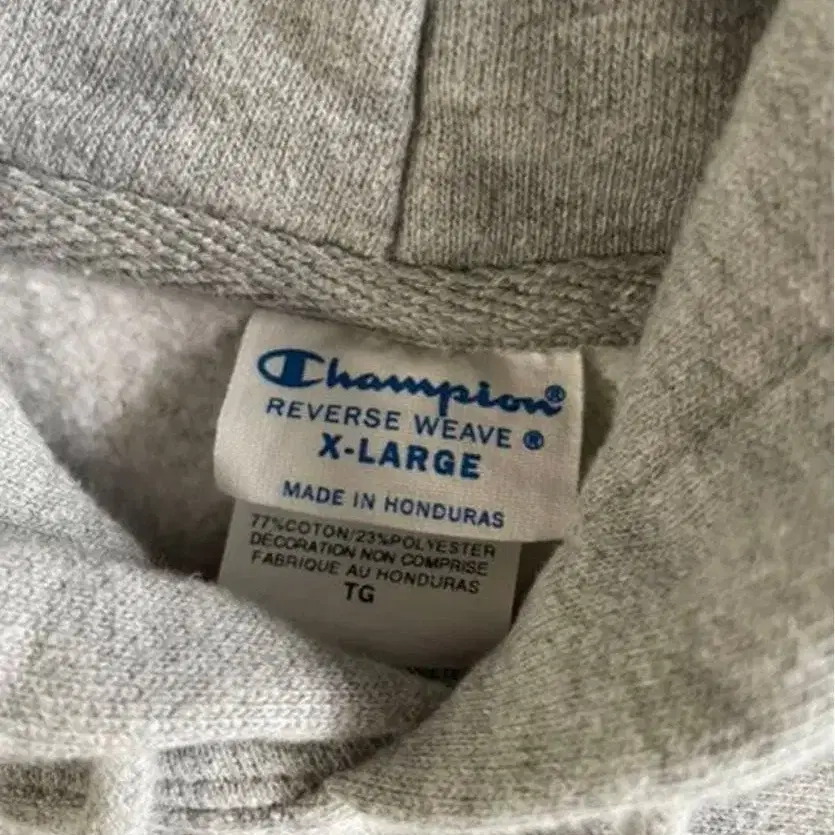 Champion®
REVERSE WEAVE ®
X-LARGE
MADE IN HONDURAS
77%COTON/23%POLYESTER
DÉCORATION NON COMPRISE
FABRIQUE AU HONDURAS
TG